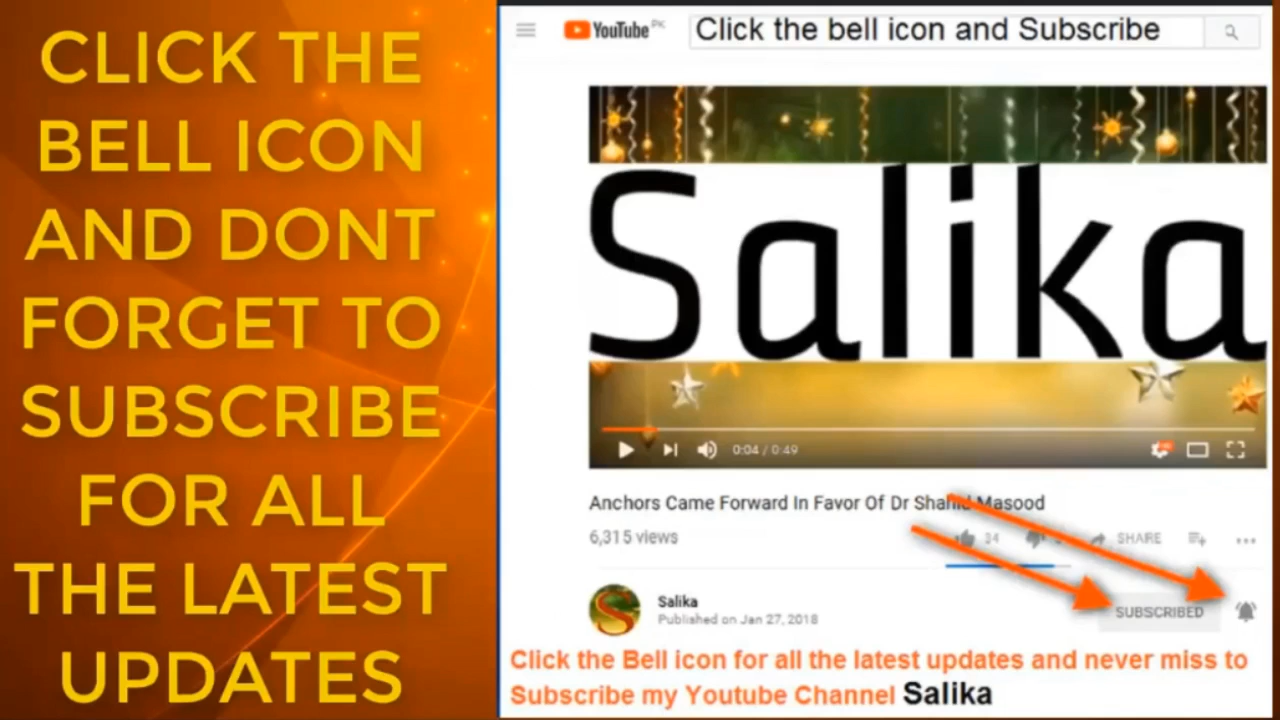 CLICK THE
BELL ICON
AND DONT
FORGET TO
SUBSCRIBE
FOR ALL
THE LATEST
UPDATES
YouTube PK
Click the bell icon and Subscribe
Salika
0:04 / 0:49
Anchors Came Forward In Favor Of Dr Shahid Masood
6,315 views
34
SHARE
Salika
Published on Jan 27, 2018
SUBSCRIBED
Click the Bell icon for all the latest updates and never miss to
Subscribe my Youtube Channel Salika